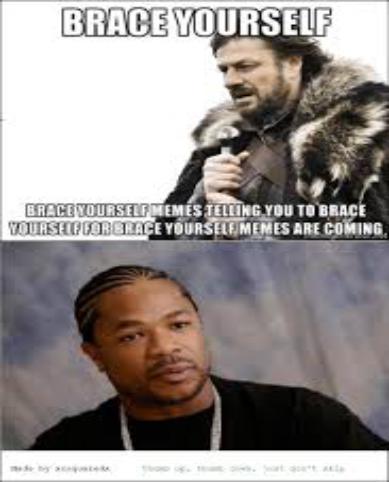 BRACE YOURSELF
BRACE YOURSELF MEMES TELLING YOU TO BRACE
YOURSELF FOR BRACE YOURSELF MEMES ARE COMING
Made by
thumb up, thumb down, just don't skip